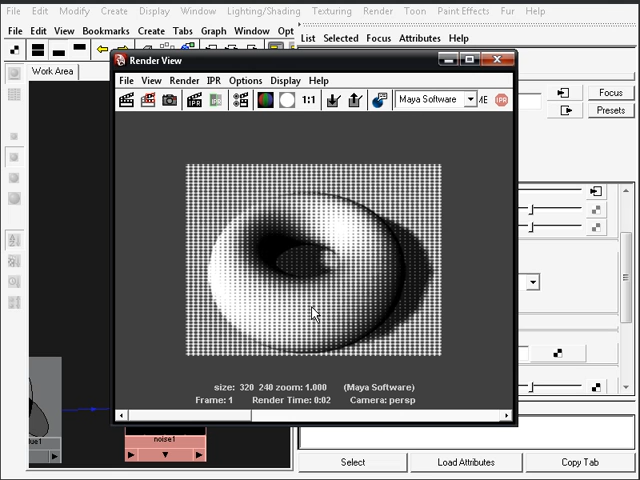 File Edit Modify Create Display Window Lighting/Shading Texturing Render Toon Paint Effects Fur Help
File Edit View Bookmarks Create Tabs Graph Window Opt
List Selected Focus Attributes Help
Work Area
Render View
File View Render IPR Options Display Help
IPR
1:1
Maya Software
IPR
Focus
Presets
size: 320 240 zoom: 1.000 (Maya Software)
Frame: 1 Render Time: 0:02 Camera: persp
noise1
Select Load Attributes Copy Tab